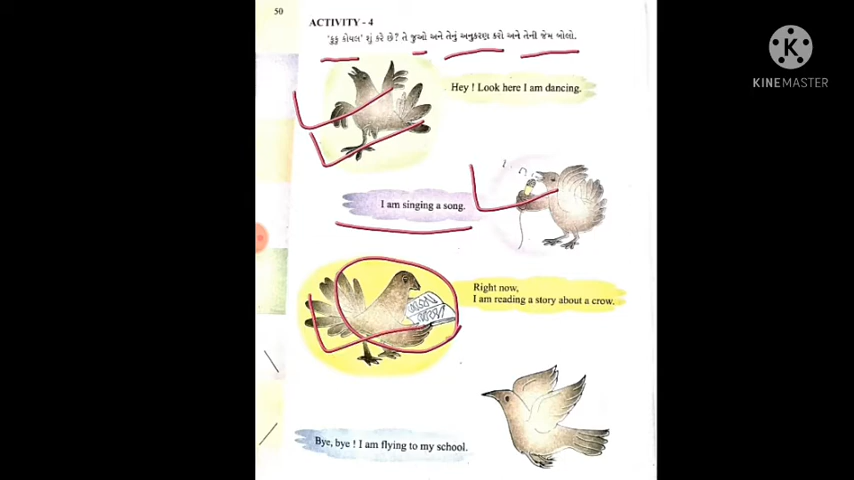 50
ACTIVITY - 4
'કુકુ કોયલ' શું કરે છે? તે જુઓ અને તેનું અનુકરણ કરો અને તેની જેમ બોલો.
K
KINEMASTER
Hey ! Look here I am dancing.
I am singing a song.
Right now,
I am reading a story about a crow.
Bye, bye ! I am flying to my school.